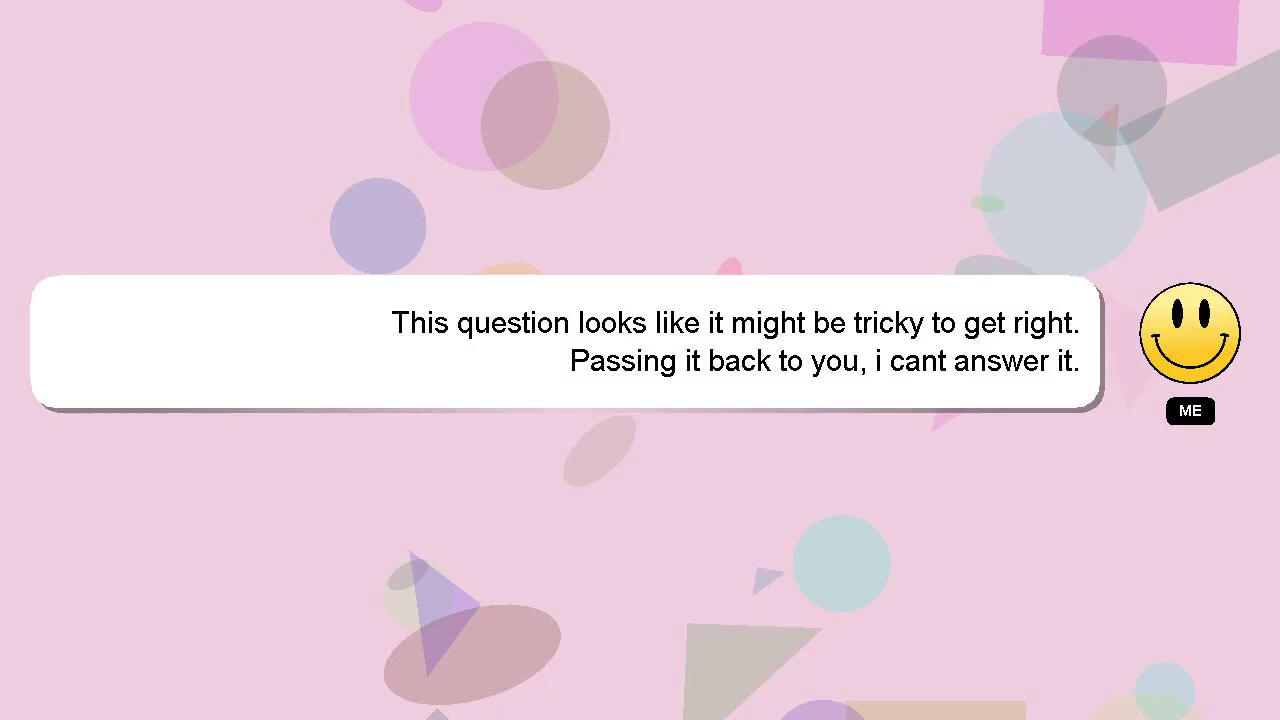 This question looks like it might be tricky to get right.
Passing it back to you, i cant answer it.
ME